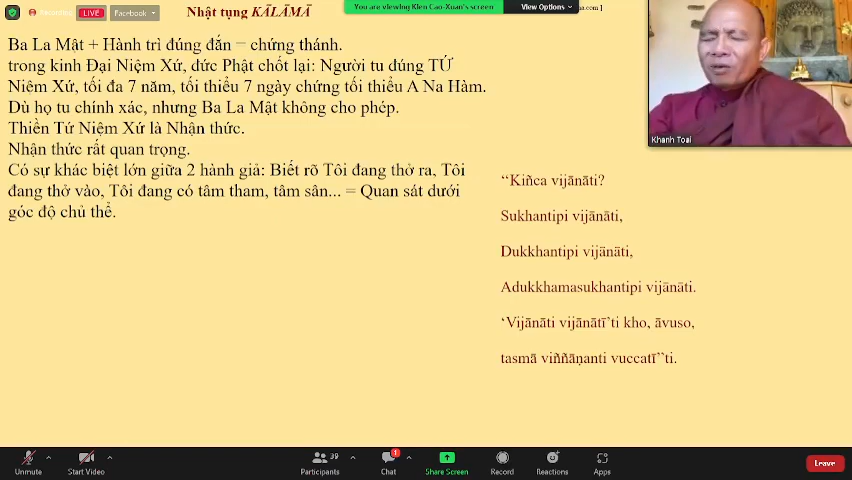 Recording
LIVE
Facebook
Nhật tụng KĀLĀMĀ
You are viewing Kien Cao-Xuan's screen
View Options
Ba La Mật + Hành trì đúng đắn = chứng thánh.
trong kinh Đại Niệm Xứ, đức Phật chốt lại: Người tu đúng TỨ
Niệm Xứ, tối đa 7 năm, tối thiểu 7 ngày chứng tối thiểu A Na Hàm.
Dù họ tu chính xác, nhưng Ba La Mật không cho phép.
Thiền Tứ Niệm Xứ là Nhận thức.
Nhận thức rất quan trọng.
Có sự khác biệt lớn giữa 2 hành giả: Biết rõ Tôi đang thở ra, Tôi
đang thở vào, Tôi đang có tâm tham, tâm sân... = Quan sát dưới
góc độ chủ thể.
Khanh Toai
“Kiñca vijānāti?
Sukhantipi vijānāti,
Dukkhantipi vijānāti,
Adukkhamasukhantipi vijānāti.
‘Vijānāti vijānātī’ti kho, āvuso,
tasmā viññāṇanti vuccatī”ti.
Unmute
Start Video
39
Participants
1
Chat
Share Screen
Record
Reactions
Apps
Leave